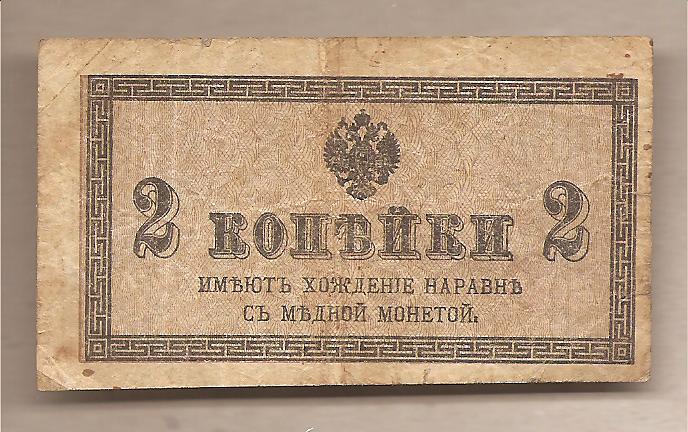 2 КОПѢЙКИ 2
ИМѢЮТЪ ХОЖДЕНІЕ НАРАВНѢ
СЪ МѢДНОЙ МОНЕТОЙ.